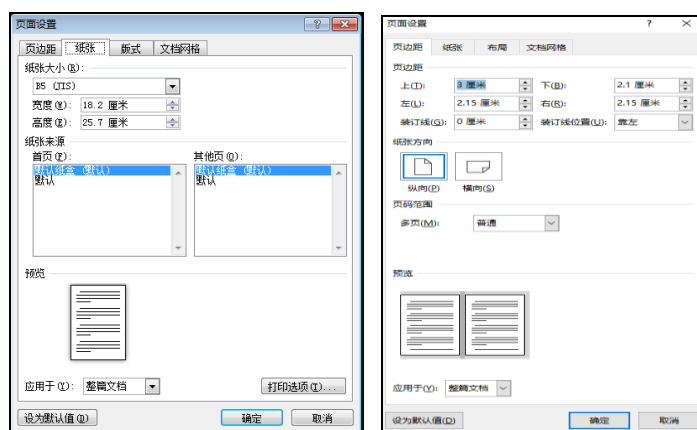 页面设置
页边距 纸张 版式 文档网格
纸张大小(R):
B5 (JIS)
宽度(W): 18.2 厘米
高度(E): 25.7 厘米
纸张来源
首页(F): 其他页(O):
默认纸盒 (默认) 默认纸盒 (默认)
默认 默认
预览
应用于(Y): 整篇文档 打印选项(T)...
设为默认值(D) 确定 取消
页面设置 ? ×
页边距 纸张 布局 文档网格
页边距
上(T): 3 厘米 下(B): 2.1 厘米
左(L): 2.15 厘米 右(R): 2.15 厘米
装订线(G): 0 厘米 装订线位置(U): 靠左
纸张方向
纵向(P) 横向(S)
页码范围
多页(M): 普通
预览
应用于(Y): 整篇文档
设为默认值(D) 确定 取消